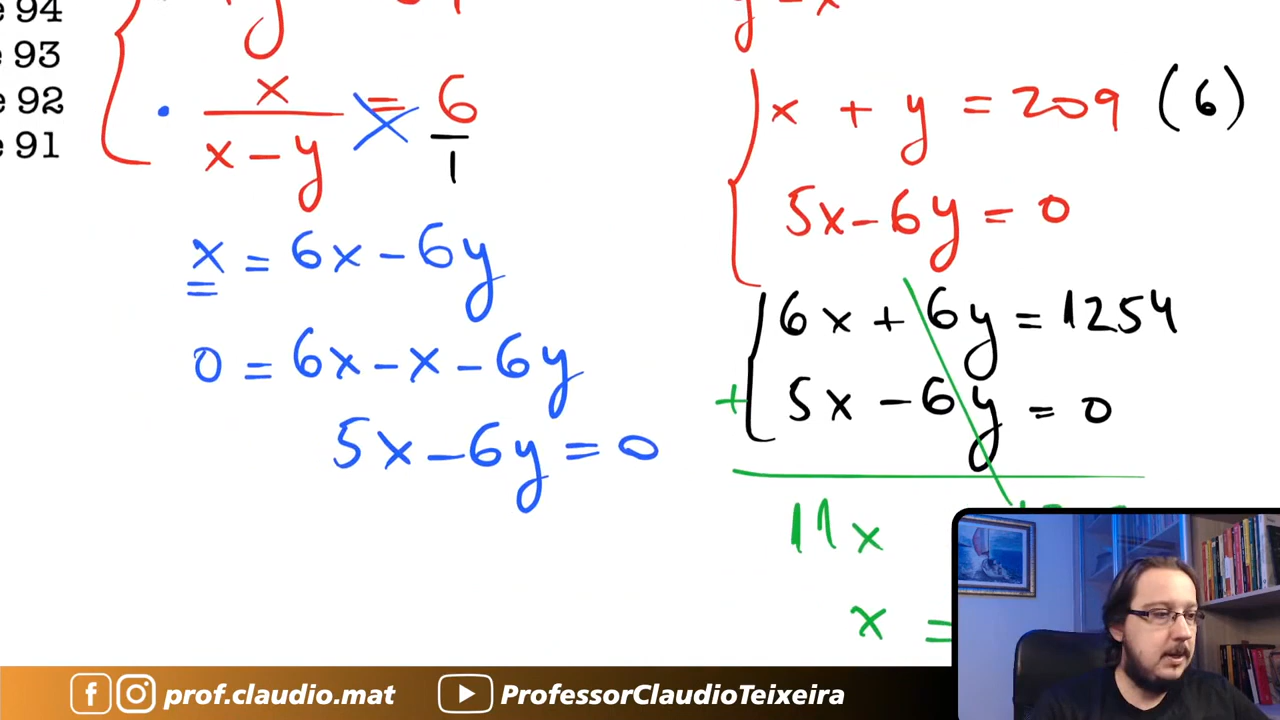 e 94
e 93
e 92
e 91
x / (x - y) = 6 / 1
x = 6x - 6y
0 = 6x - x - 6y
5x - 6y = 0
x + y = 209 (6)
5x - 6y = 0
6x + 6y = 1254
+ 5x - 6y = 0
11x
x =
prof.claudio.mat
ProfessorClaudioTeixeira